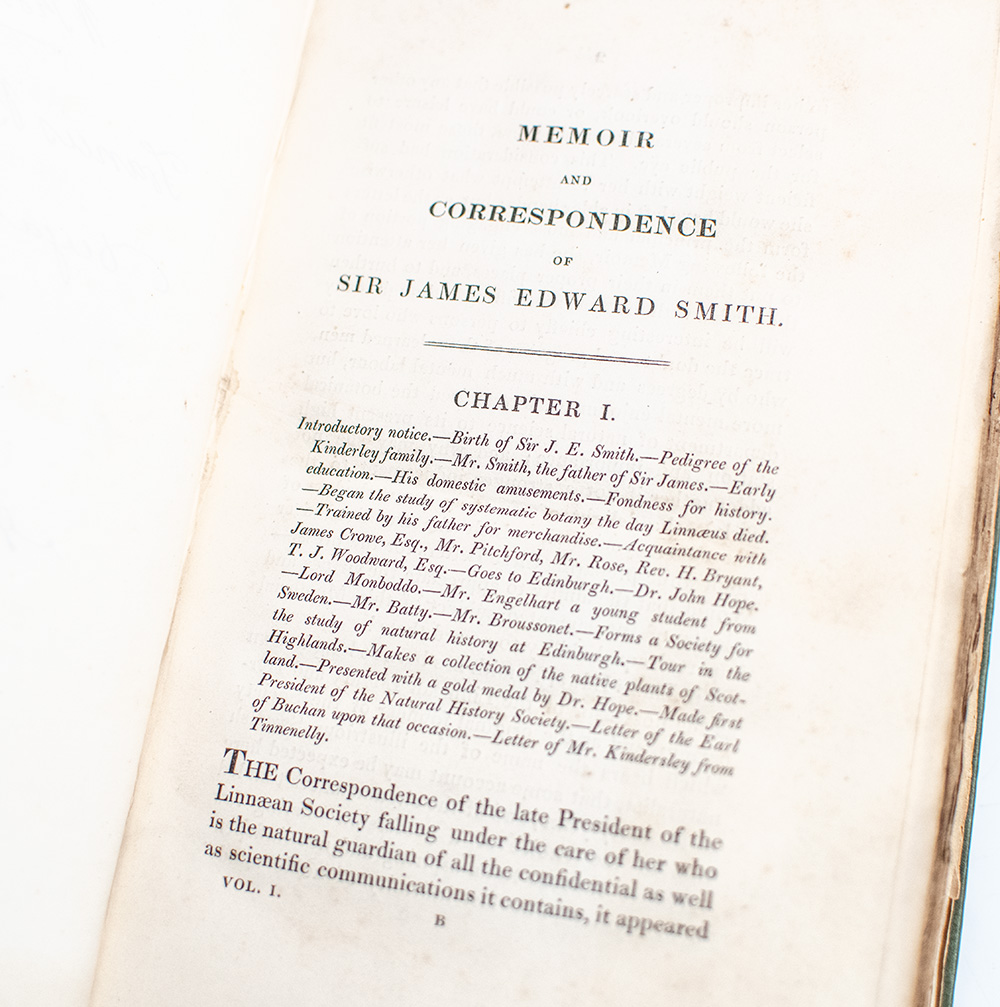 MEMOIR
AND
CORRESPONDENCE
OF
SIR JAMES EDWARD SMITH.
CHAPTER I.
Introductory notice.—Birth of Sir J. E. Smith.—Pedigree of the
Kinderley family.—Mr. Smith, the father of Sir James.—Early
education.—His domestic amusements.—Fondness for history.
—Began the study of systematic botany the day Linnæus died.
—Trained by his father for merchandise.—Acquaintance with
James Crowe, Esq., Mr. Pitchford, Mr. Rose, Rev. H. Bryant,
T. J. Woodward, Esq.—Goes to Edinburgh.—Dr. John Hope.
—Lord Monboddo.—Mr. Engelhart a young student from
Sweden.—Mr. Batty.—Mr. Broussonet.—Forms a Society for
the study of natural history at Edinburgh.—Tour in the
Highlands.—Makes a collection of the native plants of Scot-
land.—Presented with a gold medal by Dr. Hope.—Made first
President of the Natural History Society.—Letter of the Earl
of Buchan upon that occasion.—Letter of Mr. Kindersley from
Tinnenelly.
THE Correspondence of the late President of the
Linnæan Society falling under the care of her who
is the natural guardian of all the confidential as well
as scientific communications it contains, it appeared
VOL. I.
B